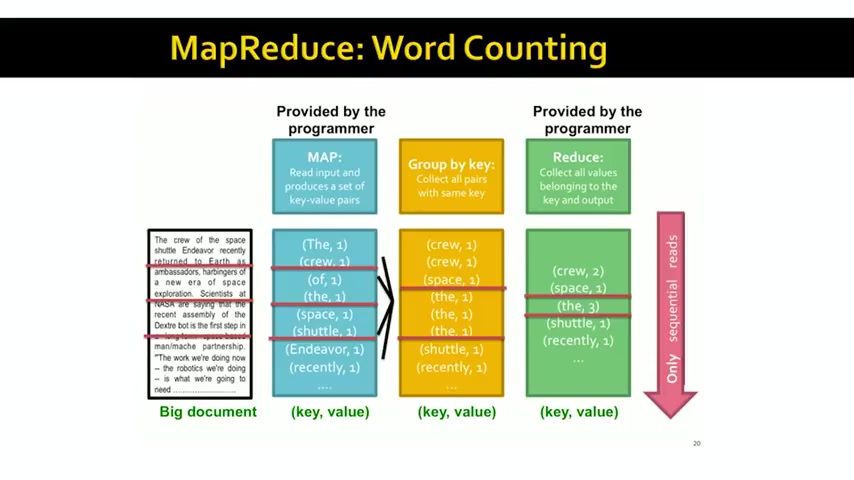 MapReduce: Word Counting
Provided by the
programmer
Provided by the
programmer
MAP:
Read input and
produces a set of
key-value pairs
Group by key:
Collect all pairs
with same key
Reduce:
Collect all values
belonging to the
key and output
The crew of the space
shuttle Endeavor recently
returned to Earth as
ambassadors, harbingers of
a new era of space
exploration. Scientists at
NASA are saying that the
recent assembly of the
Dextre bot is the first step in
a long-term space-based
man/mache partnership.
"The work we're doing now
-- the robotics we're doing
-- is what we're going to
need ........................
(The, 1)
(crew, 1)
(of, 1)
(the, 1)
(space, 1)
(shuttle, 1)
(Endeavor, 1)
(recently, 1)
....
(crew, 1)
(crew, 1)
(space, 1)
(the, 1)
(the, 1)
(the, 1)
(shuttle, 1)
(recently, 1)
...
(crew, 2)
(space, 1)
(the, 3)
(shuttle, 1)
(recently, 1)
...
Only sequential reads
Big document
(key, value)
(key, value)
(key, value)
20